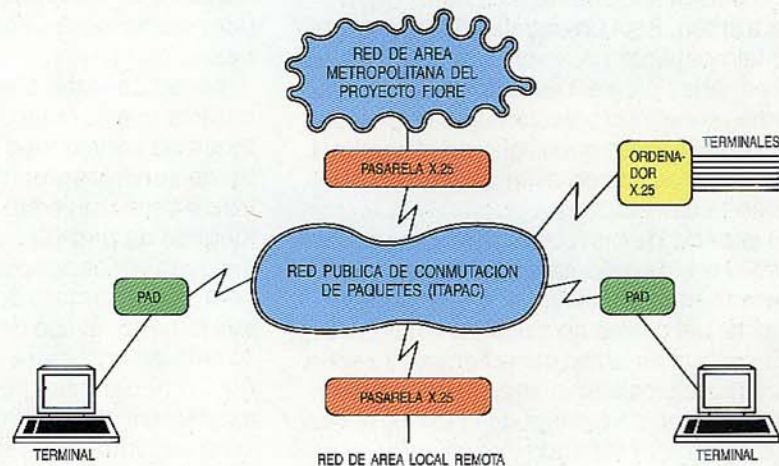 RED DE AREA
METROPOLITANA DEL
PROYECTO FIORE
PASARELA X.25
ORDENA-
DOR
X.25
TERMINALES
RED PUBLICA DE CONMUTACION
DE PAQUETES (ITAPAC)
PAD
PAD
PASARELA X.25
TERMINAL
RED DE AREA LOCAL REMOTA
TERMINAL